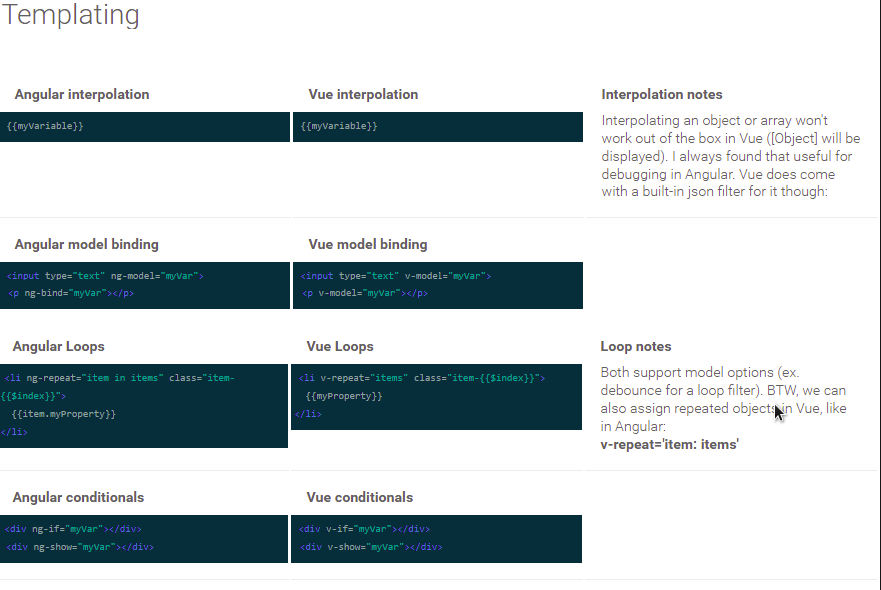 Templating
Angular interpolation
Vue interpolation
Interpolation notes
{{myVariable}}
{{myVariable}}
Interpolating an object or array won't
work out of the box in Vue ([Object] will be
displayed). I always found that useful for
debugging in Angular. Vue does come
with a built-in json filter for it though:
Angular model binding
Vue model binding
<input type="text" ng-model="myVar">
<p ng-bind="myVar"></p>
<input type="text" v-model="myVar">
<p v-model="myVar"></p>
Angular Loops
Vue Loops
Loop notes
<li ng-repeat="item in items" class="item-
{{$index}}">
{{item.myProperty}}
</li>
<li v-repeat="items" class="item-{{$index}}">
{{myProperty}}
</li>
Both support model options (ex.
debounce for a loop filter). BTW, we can
also assign repeated objects in Vue, like
in Angular:
v-repeat='item: items'
Angular conditionals
Vue conditionals
<div ng-if="myVar"></div>
<div ng-show="myVar"></div>
<div v-if="myVar"></div>
<div v-show="myVar"></div>